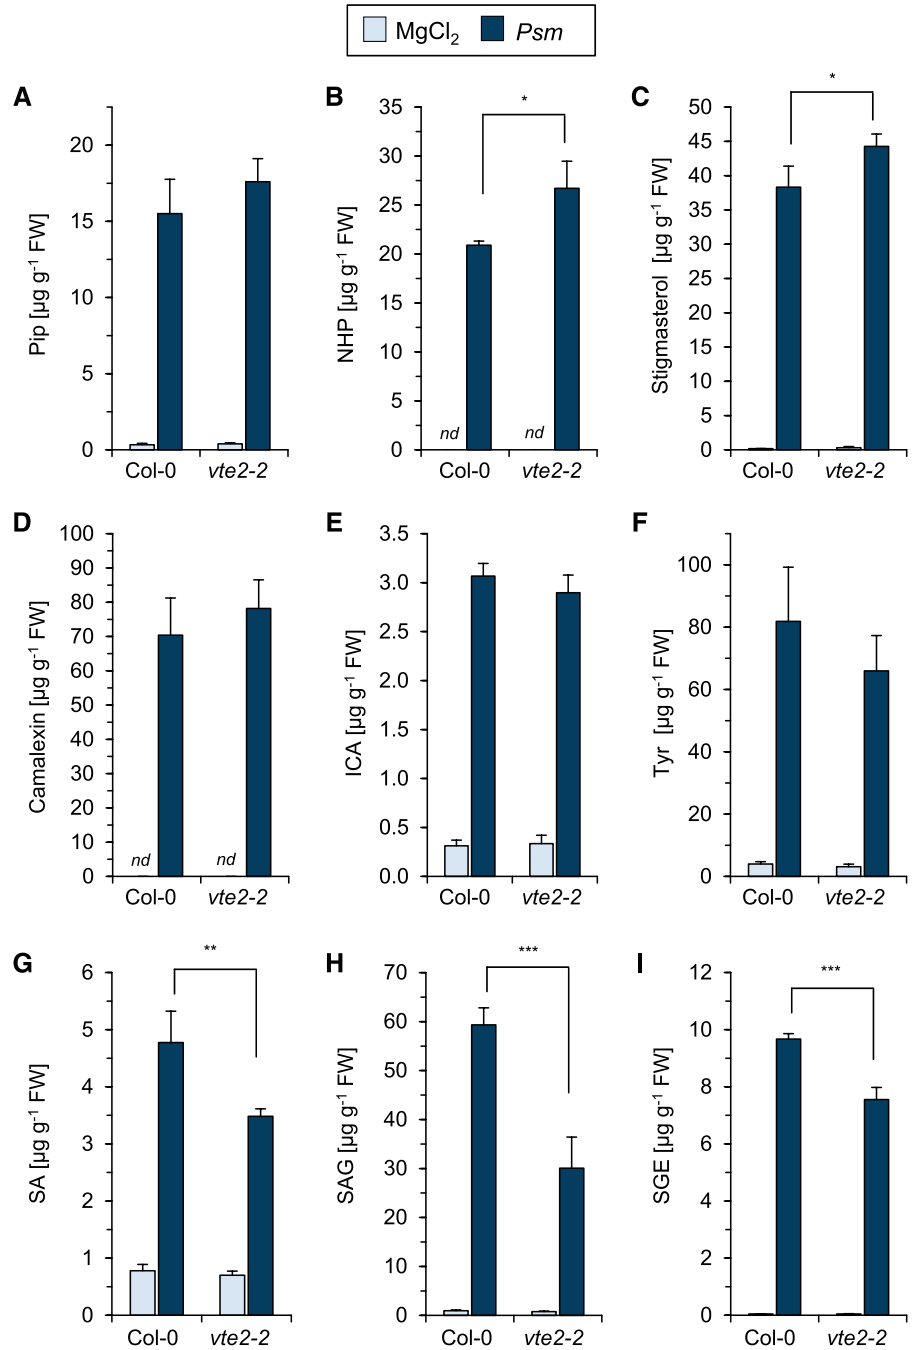 MgCl₂ Psm
A
Pip [µg g⁻¹ FW]
20
15
10
5
0
Col-0 vte2-2
B
*
NHP [µg g⁻¹ FW]
35
30
25
20
15
10
5
0
nd nd
Col-0 vte2-2
C
*
Stigmasterol [µg g⁻¹ FW]
50
45
40
35
30
25
20
15
10
5
0
Col-0 vte2-2
D
Camalexin [µg g⁻¹ FW]
100
90
80
70
60
50
40
30
20
10
0
nd nd
Col-0 vte2-2
E
ICA [µg g⁻¹ FW]
3.5
3.0
2.5
2.0
1.5
1.0
0.5
0.0
Col-0 vte2-2
F
Tyr [µg g⁻¹ FW]
100
80
60
40
20
0
Col-0 vte2-2
G
**
SA [µg g⁻¹ FW]
6
5
4
3
2
1
0
Col-0 vte2-2
H
***
SAG [µg g⁻¹ FW]
70
60
50
40
30
20
10
0
Col-0 vte2-2
I
***
SGE [µg g⁻¹ FW]
12
10
8
6
4
2
0
Col-0 vte2-2